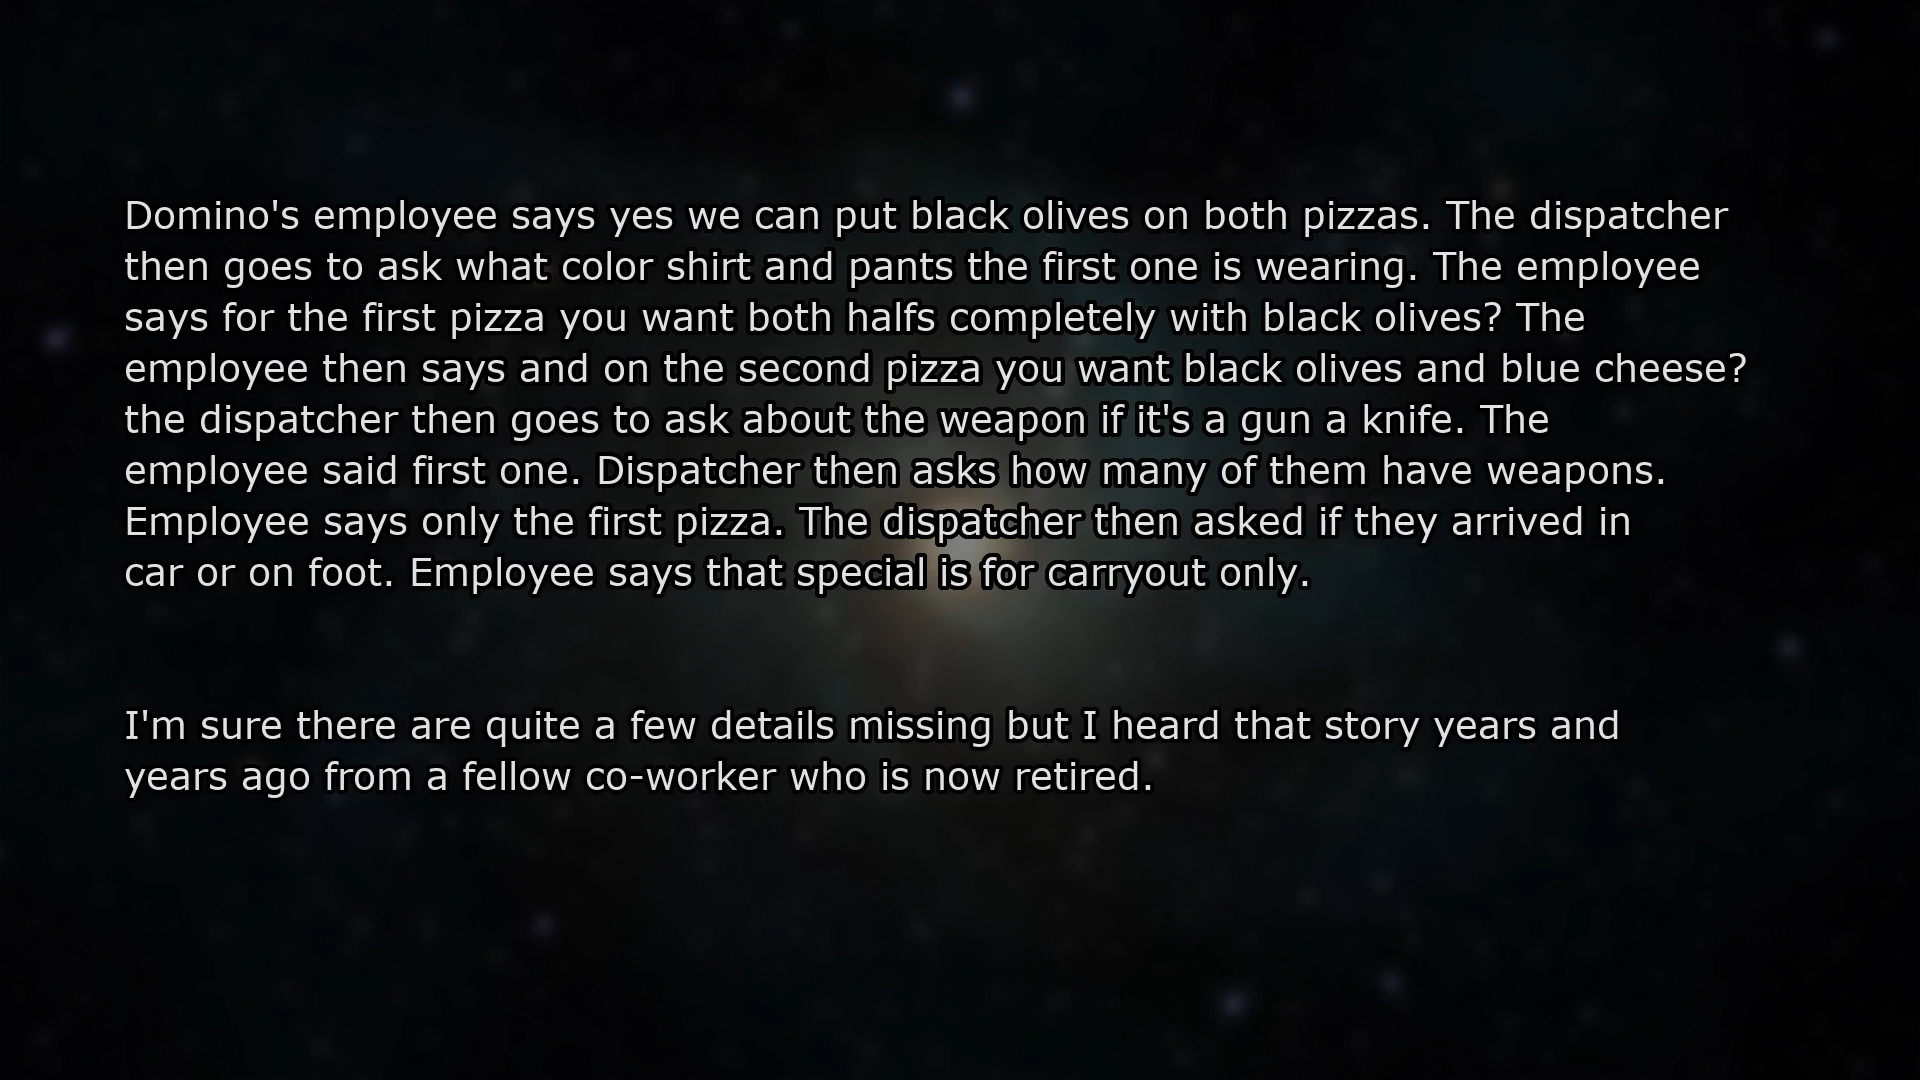 Domino's employee says yes we can put black olives on both pizzas. The dispatcher
then goes to ask what color shirt and pants the first one is wearing. The employee
says for the first pizza you want both halfs completely with black olives? The
employee then says and on the second pizza you want black olives and blue cheese?
the dispatcher then goes to ask about the weapon if it's a gun a knife. The
employee said first one. Dispatcher then asks how many of them have weapons.
Employee says only the first pizza. The dispatcher then asked if they arrived in
car or on foot. Employee says that special is for carryout only.
I'm sure there are quite a few details missing but I heard that story years and
years ago from a fellow co-worker who is now retired.